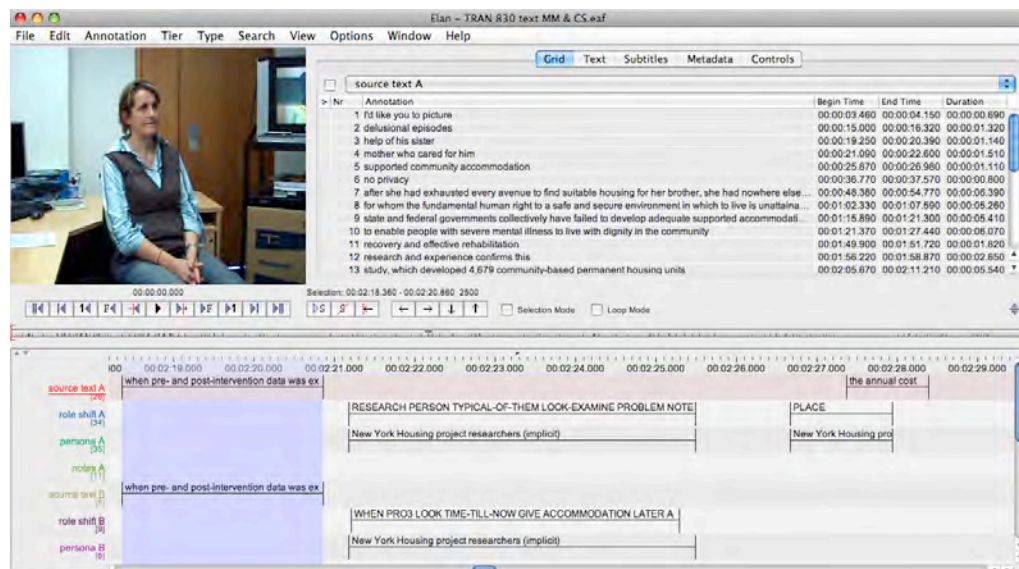 Elan - TRAN 830 text MM & CS.eaf
File Edit Annotation Tier Type Search View Options Window Help
Grid Text Subtitles Metadata Controls
source text A
> Nr Annotation Begin Time End Time Duration
1 I'd like you to picture 00:00:03.460 00:00:04.150 00:00:00.690
2 delusional episodes 00:00:15.000 00:00:16.320 00:00:01.320
3 help of his sister 00:00:19.250 00:00:20.390 00:00:01.140
4 mother who cared for him 00:00:21.090 00:00:22.600 00:00:01.510
5 supported community accommodation 00:00:25.870 00:00:26.980 00:00:01.110
6 no privacy 00:00:36.770 00:00:37.570 00:00:00.800
7 after she had exhausted every avenue to find suitable housing for her brother, she had nowhere else... 00:00:48.380 00:00:54.770 00:00:06.390
8 for whom the fundamental human right to a safe and secure environment in which to live is unattaina... 00:01:02.330 00:01:07.590 00:00:05.260
9 state and federal governments collectively have failed to develop adequate supported accommodati... 00:01:15.890 00:01:21.300 00:00:05.410
10 to enable people with severe mental illness to live with dignity in the community 00:01:21.370 00:01:27.440 00:00:06.070
11 recovery and effective rehabilitation 00:01:49.900 00:01:51.720 00:00:01.820
12 research and experience confirms this 00:01:56.220 00:01:58.870 00:00:02.650
13 study, which developed 4,679 community-based permanent housing units 00:02:05.670 00:02:11.210 00:00:05.540
00:00:00.000 Selection: 00:02:18.360 - 00:02:20.860 2500
Selection Mode Loop Mode
00:02:19.000 00:02:20.000 00:02:21.000 00:02:22.000 00:02:23.000 00:02:24.000 00:02:25.000 00:02:26.000 00:02:27.000 00:02:28.000 00:02:29.000
source text A when pre- and post-intervention data was ex the annual cost
role shift A RESEARCH PERSON TYPICAL-OF-THEM LOOK-EXAMINE PROBLEM NOTE PLACE
[34]
persona A New York Housing project researchers (implicit) New York Housing pro
[35]
notes A
[11]
source text B when pre- and post-intervention data was ex
role shift B WHEN PRO3 LOOK TIME-TILL-NOW GIVE ACCOMMODATION LATER A
[9]
persona B New York Housing project researchers (implicit)